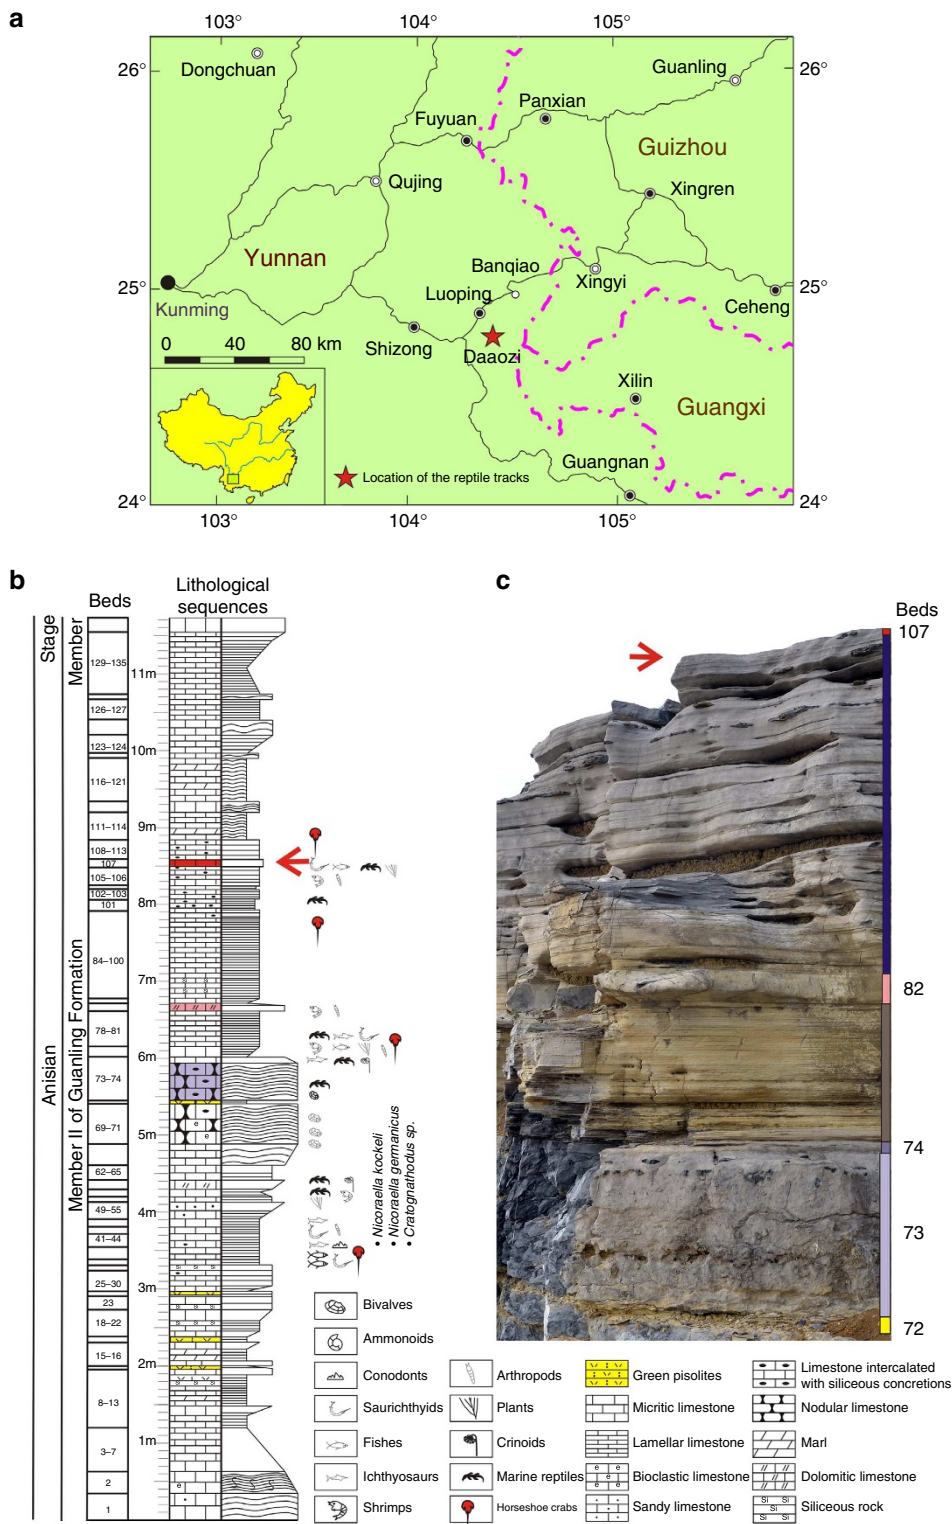 a
103° 104° 105°
26° 26°
Dongchuan
Guanling
Panxian
Fuyuan
Guizhou
Qujing
Xingren
Yunnan
Banqiao
25° Xingyi 25°
Luoping
Ceheng
Kunming
0 40 80 km
Shizong
Daaozi
Xilin
Guangxi
Guangnan
Location of the reptile tracks
24° 24°
103° 104° 105°
b
Lithological
sequences
Beds
Stage
Member
Anisian
Member II of Guanling Formation
129–135
126–127
123–124
116–121
111–114
108–113
107
105–106
102–103
101
84–100
78–81
73–74
69–71
62–65
49–55
41–44
25–30
23
18–22
15–16
8–13
3–7
2
1
11m
10m
9m
8m
7m
6m
5m
4m
3m
2m
1m
• Nicoraella kockeli
• Nicoraella germanicus
• Cratognathodus sp.
c
Beds
107
82
74
73
72
Bivalves
Ammonoids
Conodonts
Saurichthyids
Fishes
Ichthyosaurs
Shrimps
Arthropods
Plants
Crinoids
Marine reptiles
Horseshoe crabs
Green pisolites
Micritic limestone
Lamellar limestone
Bioclastic limestone
Sandy limestone
Limestone intercalated
with siliceous concretions
Nodular limestone
Marl
Dolomitic limestone
Siliceous rock